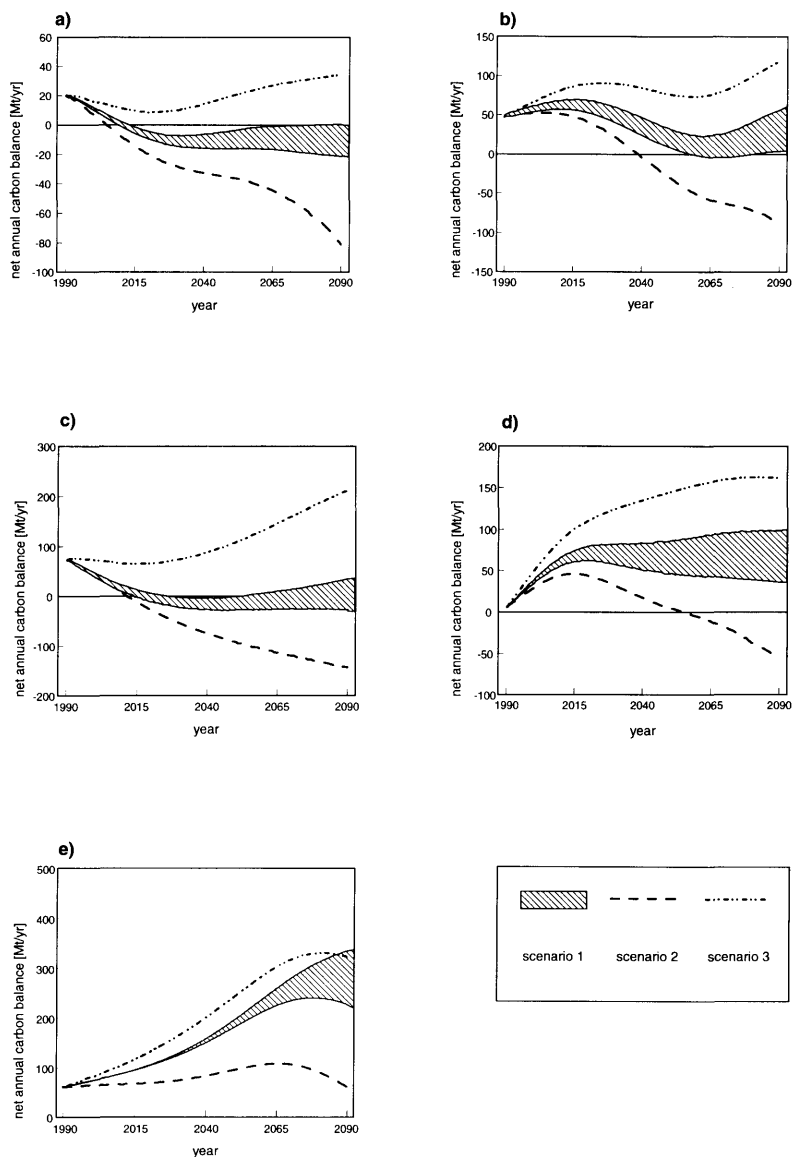 a)
net annual carbon balance [Mt/yr]
60
40
20
0
-20
-40
-60
-80
-100
1990 2015 2040 2065 2090
year
b)
net annual carbon balance [Mt/yr]
150
100
50
0
-50
-100
-150
1990 2015 2040 2065 2090
year
c)
net annual carbon balance [Mt/yr]
300
200
100
0
-100
-200
1990 2015 2040 2065 2090
year
d)
net annual carbon balance [Mt/yr]
200
150
100
50
0
-50
-100
1990 2015 2040 2065 2090
year
e)
net annual carbon balance [Mt/yr]
500
400
300
200
100
0
1990 2015 2040 2065 2090
year
scenario 1 scenario 2 scenario 3